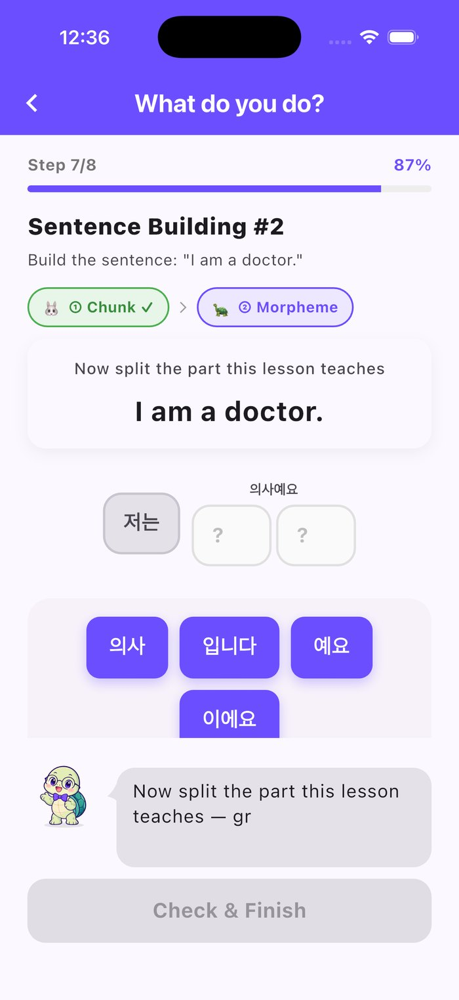 12:36
What do you do?
Step 7/8
87%
Sentence Building #2
Build the sentence: "I am a doctor."
① Chunk ✓ > ② Morpheme
Now split the part this lesson teaches
I am a doctor.
의사예요
저는 ? ?
의사 입니다 예요
이에요
Now split the part this lesson
teaches — gr
Check & Finish